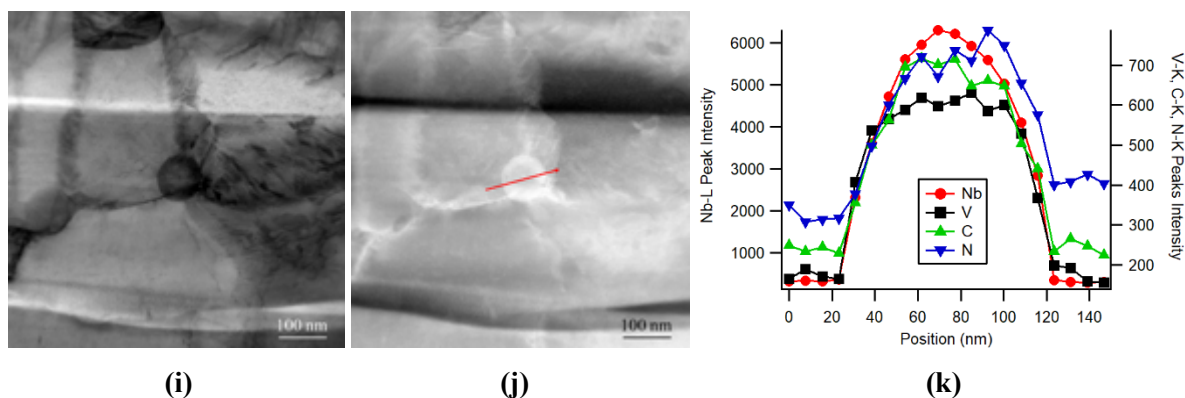 100 nm
(i)
100 nm
(j)
Nb-L Peak Intensity
6000
5000
4000
3000
2000
1000
V-K, C-K, N-K Peaks Intensity
700
600
500
400
300
200
Nb
V
C
N
0 20 40 60 80 100 120 140
Position (nm)
(k)